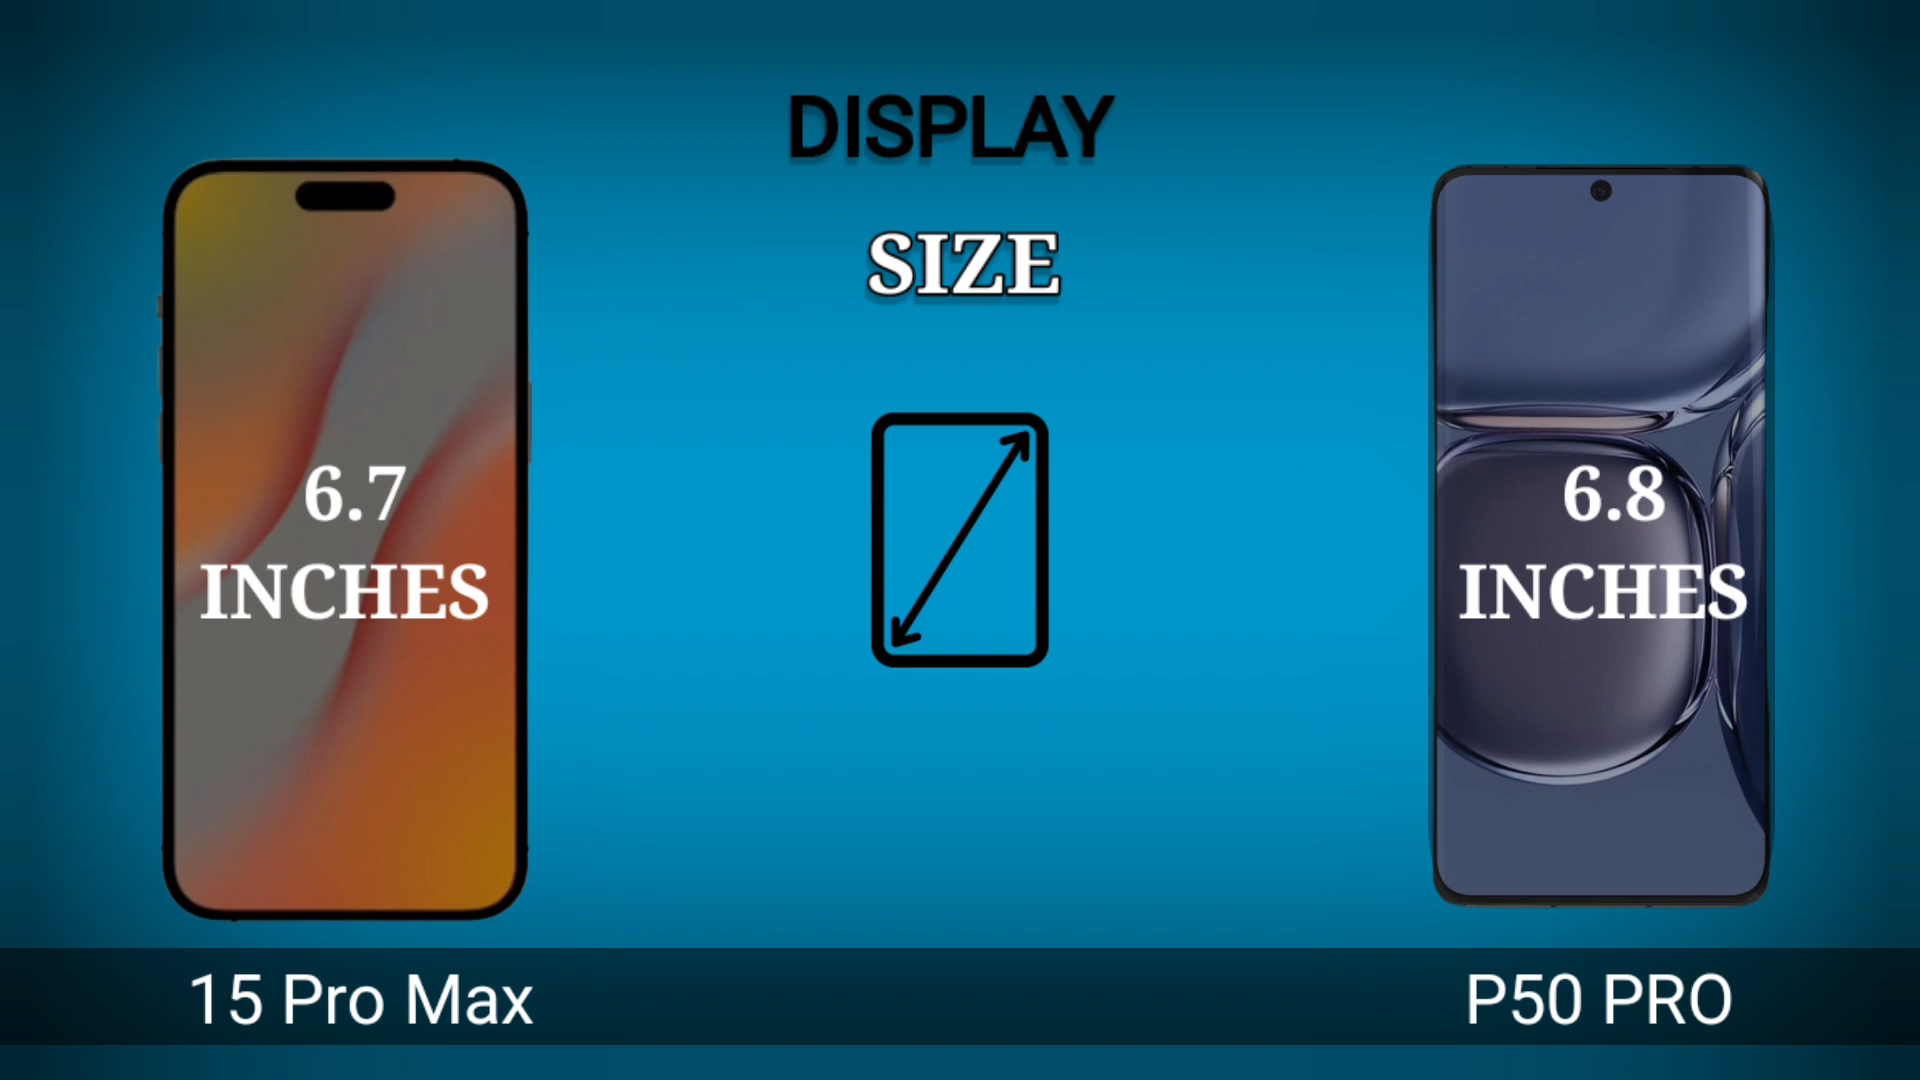 DISPLAY
SIZE
6.7
INCHES
6.8
INCHES
15 Pro Max
P50 PRO